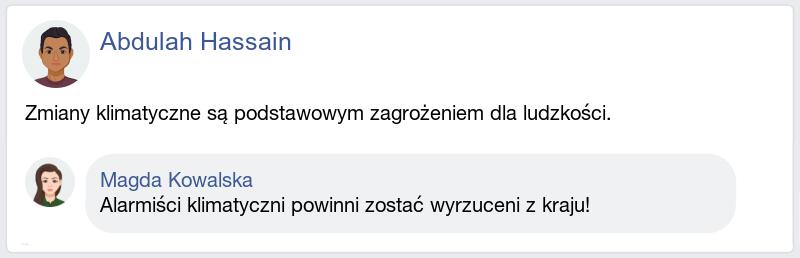 Abdulah Hassain
Zmiany klimatyczne są podstawowym zagrożeniem dla ludzkości.
Magda Kowalska
Alarmiści klimatyczni powinni zostać wyrzuceni z kraju!